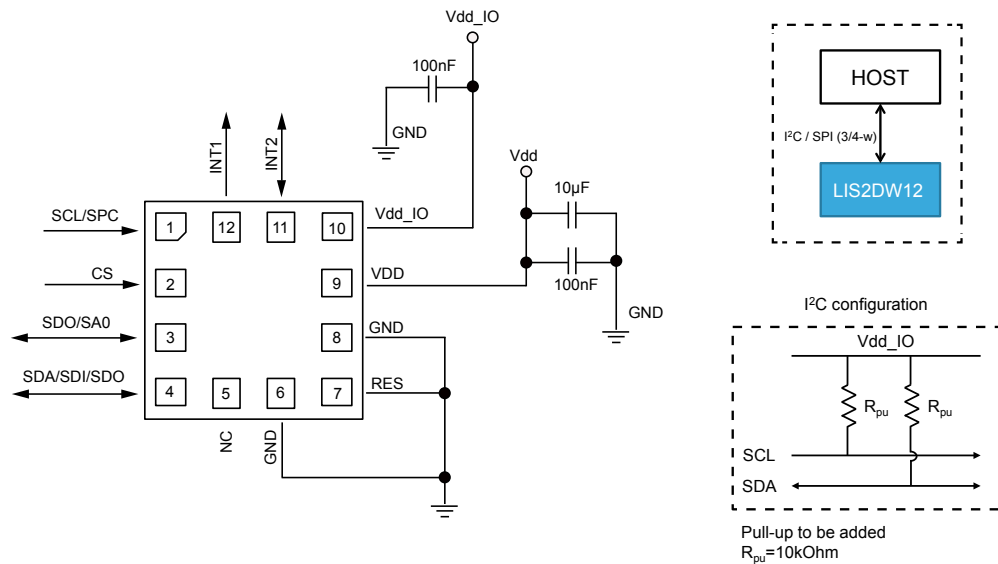 Vdd_IO
100nF
GND
INT1
INT2
Vdd
10µF
100nF
GND
SCL/SPC
CS
SDO/SA0
SDA/SDI/SDO
1
12
11
10
2
9
3
8
4
5
6
7
Vdd_IO
VDD
GND
RES
NC
GND
HOST
I²C / SPI (3/4-w)
LIS2DW12
I²C configuration
Vdd_IO
Rpu
Rpu
SCL
SDA
Pull-up to be added
Rpu=10kOhm